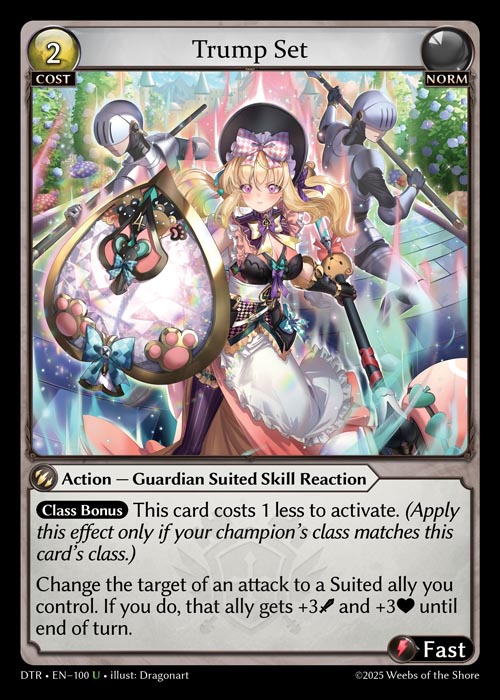 2
Trump Set
COST
NORM
Action — Guardian Suited Skill Reaction
Class Bonus This card costs 1 less to activate. (Apply
this effect only if your champion's class matches this
card's class.)
Change the target of an attack to a Suited ally you
control. If you do, that ally gets +3 and +3 until
end of turn.
Fast
DTR • EN–100 U • illust: Dragonart
©2025 Weebs of the Shore